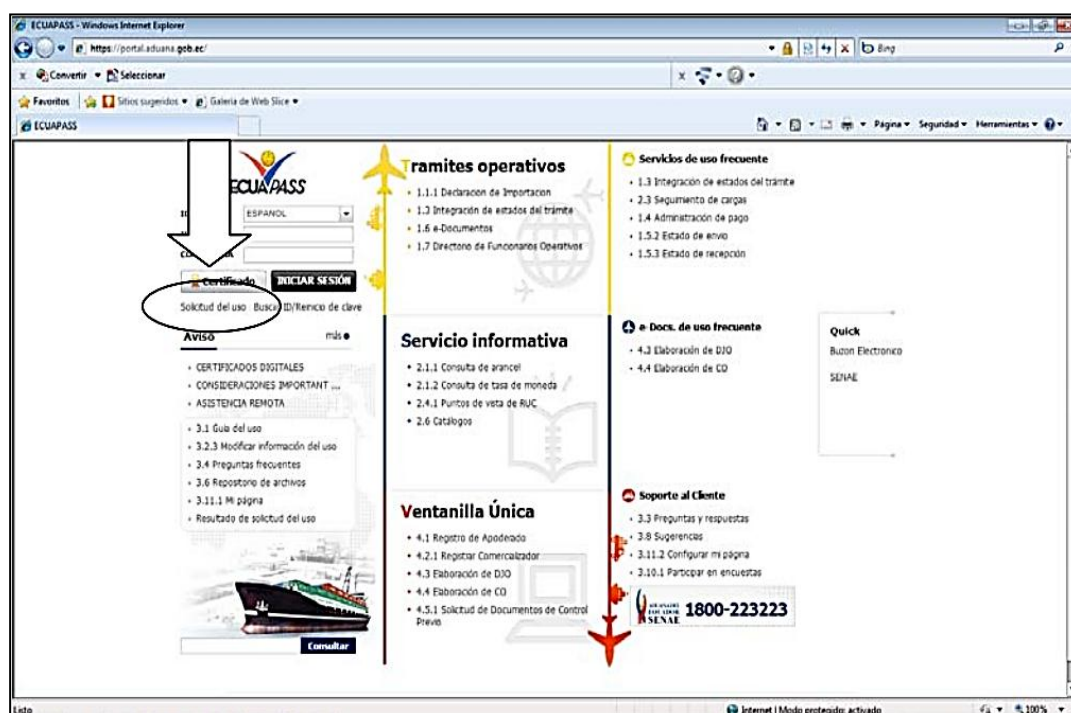 ECUAPASS - Windows Internet Explorer
https://portal.aduana.gob.ec/
Bing
x Convertir Seleccionar
x
Favoritos Sitios sugeridos Galería de Web Slice
ECUAPASS
Página Seguridad Herramientas
ECUAPASS
ESPAÑOL
Certificado INICIAR SESIÓN
Solicitud del uso Buscar ID/Reinicio de clave
Aviso más
CERTIFICADOS DIGITALES
CONSIDERACIONES IMPORTANT ...
ASISTENCIA REMOTA
3.1 Guia del uso
3.2.3 Modificar información del uso
3.4 Preguntas frecuentes
3.6 Repositorio de archivos
3.11.1 Mi página
Resultado de solicitud del uso
Consultar
Tramites operativos
1.1.1 Declaracion de Importacion
1.3 Integración de estados del trámite
1.6 e-Documentos
1.7 Directorio de Funcionarios Operativos
Servicio informativa
2.1.1 Consulta de arancel
2.1.2 Consulta de tasa de moneda
2.4.1 Puntos de vista de RUC
2.6 Catálogos
Ventanilla Única
4.1 Registro de Apoderado
4.2.1 Registrar Comercializador
4.3 Elaboración de DJO
4.4 Elaboración de CO
4.5.1 Solicitud de Documentos de Control
Previo
Servicios de uso frecuente
1.3 Integración de estados del trámite
2.3 Seguimiento de cargas
1.4 Administración de pago
1.5.2 Estado de envio
1.5.3 Estado de recepción
e-Docs. de uso frecuente
4.3 Elaboración de DJO
4.4 Elaboración de CO
Quick
Buzon Electronico
SENAE
Soporte al Cliente
3.3 Preguntas y respuestas
3.8 Sugerencias
3.11.2 Configurar mi página
3.10.1 Participar en encuestas
ADUANA DEL
ECUADOR
SENAE
1800-223223
Listo
Internet | Modo protegido: activado
100%